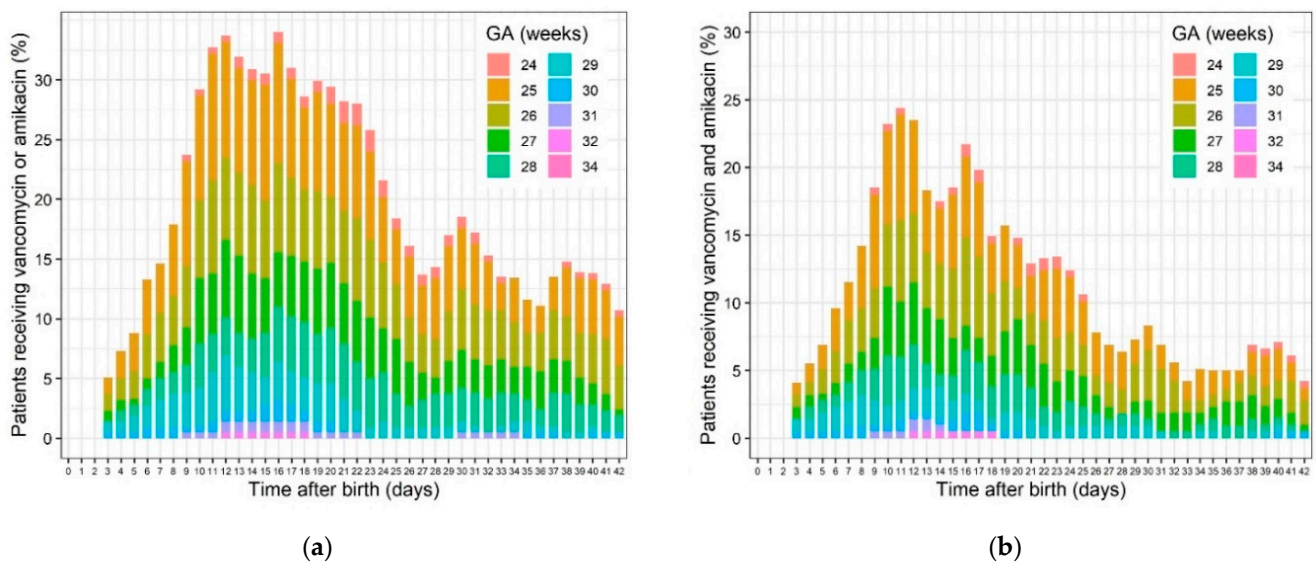 Patients receiving vancomycin or amikacin (%)
30
25
20
15
10
5
0
GA (weeks)
24 29
25 30
26 31
27 32
28 34
0 1 2 3 4 5 6 7 8 9 10 11 12 13 14 15 16 17 18 19 20 21 22 23 24 25 26 27 28 29 30 31 32 33 34 35 36 37 38 39 40 41 42
Time after birth (days)
(a)
Patients receiving vancomycin and amikacin (%)
30
25
20
15
10
5
0
GA (weeks)
24 29
25 30
26 31
27 32
28 34
0 1 2 3 4 5 6 7 8 9 10 11 12 13 14 15 16 17 18 19 20 21 22 23 24 25 26 27 28 29 30 31 32 33 34 35 36 37 38 39 40 41 42
Time after birth (days)
(b)